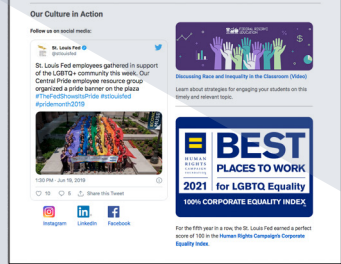 Our Culture in Action
Follow us on social media:
St. Louis Fed
@stlouisfed
St. Louis Fed employees gathered in support
of the LGBTQ+ community this week. Our
Central Pride employee resource group
organized a pride banner on the plaza
#TheFedShowsItsPride #stlouisfed
#pridemonth2019
1:30 PM · Jun 19, 2019
10 5 Share this Tweet
Instagram LinkedIn Facebook
FEDERAL RESERVE
EDUCATION
Discussing Race and Inequality in the Classroom (Video)
Learn about strategies for engaging your students on this
timely and relevant topic.
HUMAN
RIGHTS
CAMPAIGN
FOUNDATION
BEST
PLACES TO WORK
2021 for LGBTQ Equality
100% CORPORATE EQUALITY INDEX
For the fifth year in a row, the St. Louis Fed earned a perfect
score of 100 in the Human Rights Campaign's Corporate
Equality Index.